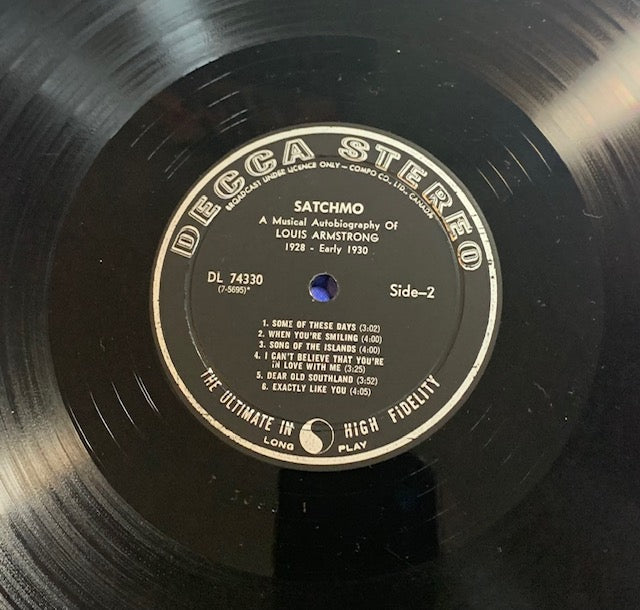 DECCA STEREO
BROADCAST UNDER LICENCE ONLY – COMPO CO., LTD., CANADA
SATCHMO
A Musical Autobiography Of
LOUIS ARMSTRONG
1928 - Early 1930
DL 74330
(7-5695)*
Side–2
1. SOME OF THESE DAYS (3:02)
2. WHEN YOU'RE SMILING (4:00)
3. SONG OF THE ISLANDS (4:00)
4. I CAN'T BELIEVE THAT YOU'RE
IN LOVE WITH ME (3:25)
5. DEAR OLD SOUTHLAND (3:52)
6. EXACTLY LIKE YOU (4:05)
THE ULTIMATE IN HIGH FIDELITY
LONG PLAY